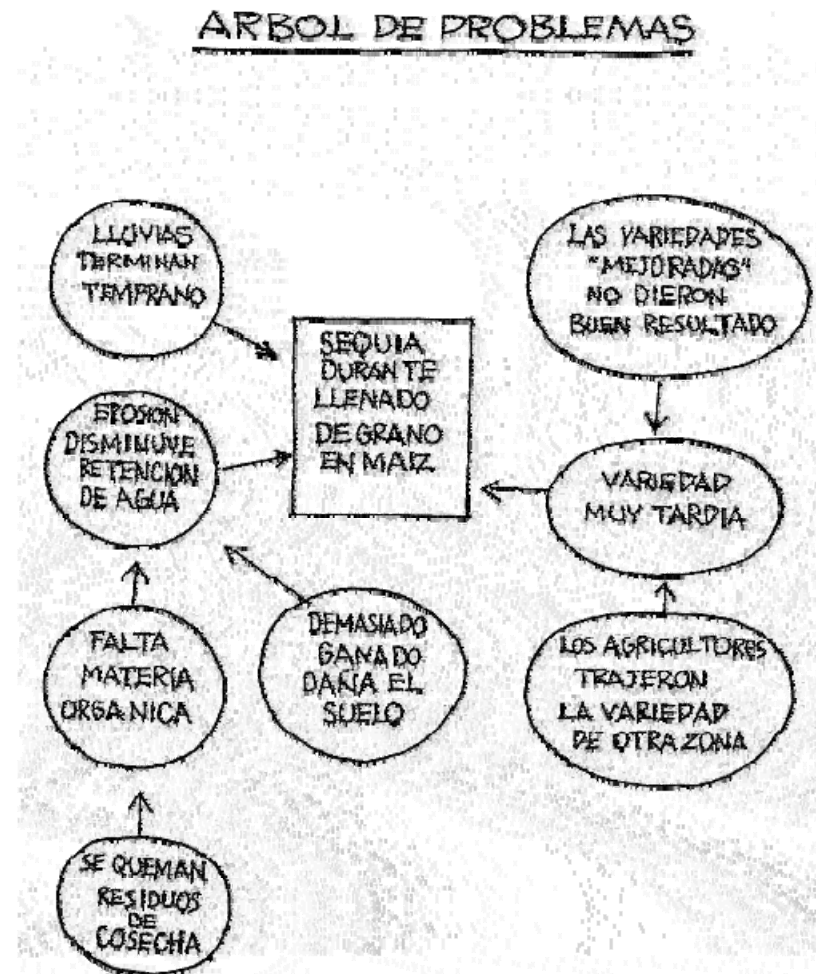 ARBOL DE PROBLEMAS
LLUVIAS
TERMINAN
TEMPRANO
LAS VARIEDADES
"MEJORADAS"
NO DIERON
BUEN RESULTADO
SEQUIA
DURANTE
LLENADO
DE GRANO
EN MAIZ
EROSION
DISMINUYE
RETENCION
DE AGUA
VARIEDAD
MUY TARDIA
FALTA
MATERIA
ORGANICA
DEMASIADO
GANADO
DAÑA EL
SUELO
LOS AGRICULTORES
TRAJERON
LA VARIEDAD
DE OTRA ZONA
SE QUEMAN
RESIDUOS
DE
COSECHA